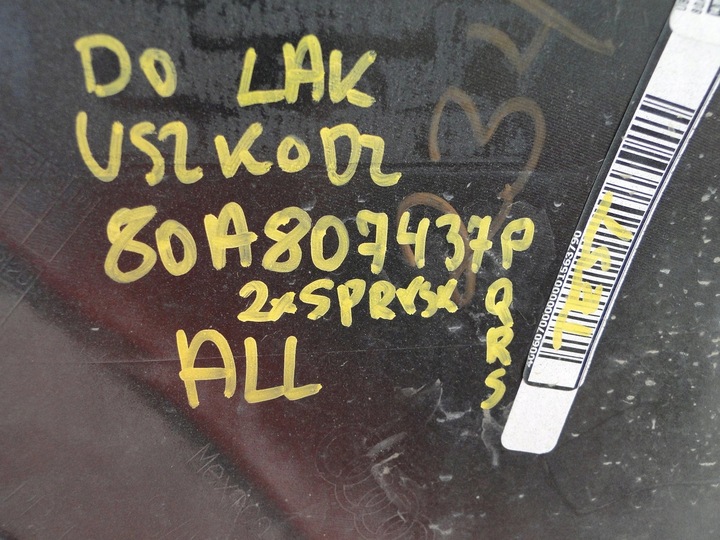 DO LAK
USZKODZ
80A807437P
2xSPRYSK Q
ALL R
S
TEST